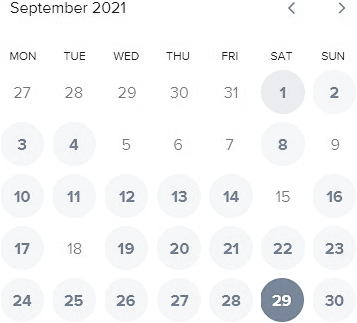 September 2021
MON TUE WED THU FRI SAT SUN
27 28 29 30 31 1 2
3 4 5 6 7 8 9
10 11 12 13 14 15 16
17 18 19 20 21 22 23
24 25 26 27 28 29 30